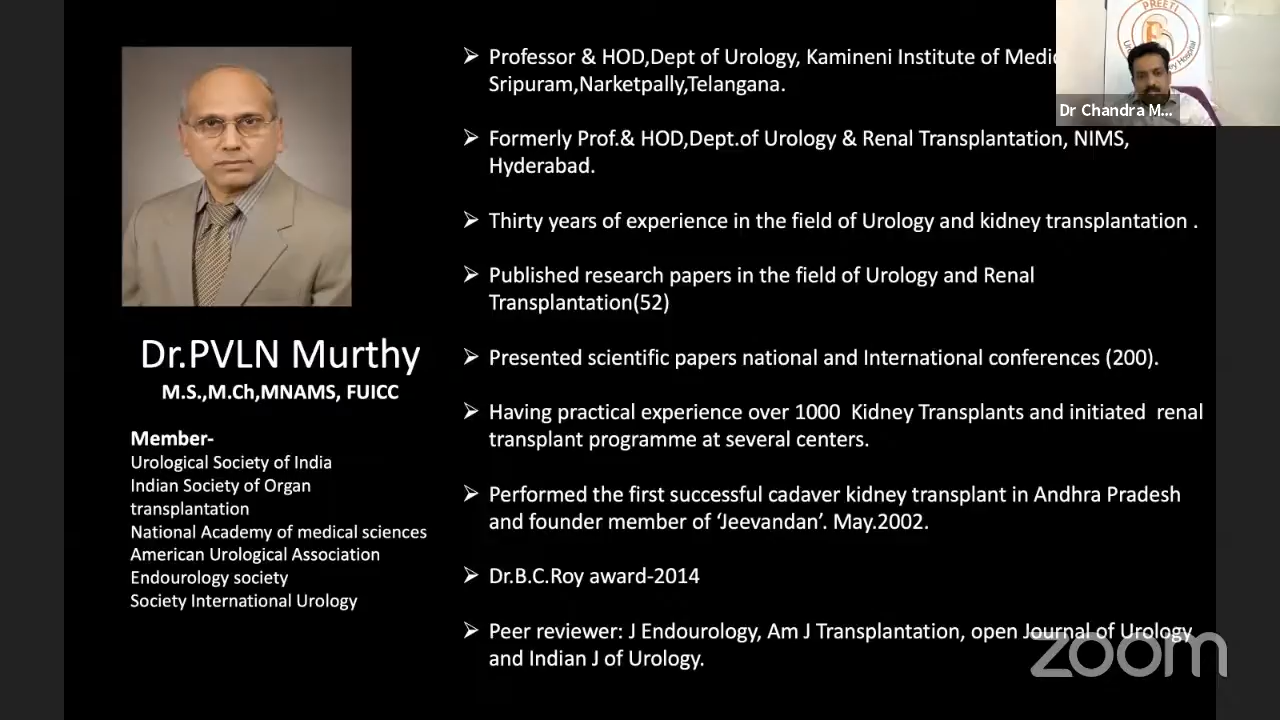 Dr.PVLN Murthy
M.S.,M.Ch,MNAMS, FUICC
Member-
Urological Society of India
Indian Society of Organ
transplantation
National Academy of medical sciences
American Urological Association
Endourology society
Society International Urology
➢ Professor & HOD,Dept of Urology, Kamineni Institute of
Sripuram,Narketpally,Telangana.
➢ Formerly Prof.& HOD,Dept.of Urology & Renal Transplantation, NIMS,
Hyderabad.
➢ Thirty years of experience in the field of Urology and kidney transplantation .
➢ Published research papers in the field of Urology and Renal
Transplantation(52)
➢ Presented scientific papers national and International conferences (200).
➢ Having practical experience over 1000 Kidney Transplants and initiated renal
transplant programme at several centers.
➢ Performed the first successful cadaver kidney transplant in Andhra Pradesh
and founder member of ‘Jeevandan’. May.2002.
➢ Dr.B.C.Roy award-2014
➢ Peer reviewer: J Endourology, Am J Transplantation, open Journal of Urology
and Indian J of Urology.
PREETI
Hospital
Dr Chandra M...
zoom